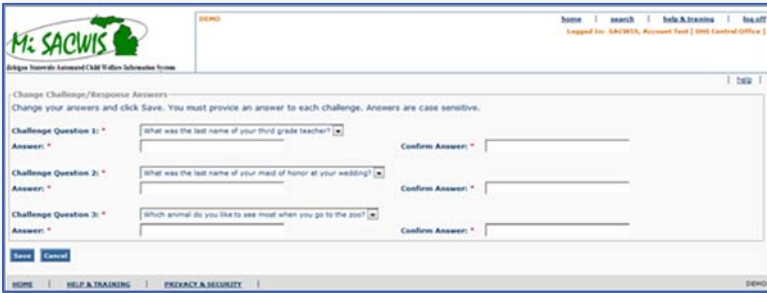 DEMO
home | search | help & training | log off
Logged In: SACWIS, Account Test [ DHS Central Office ]
Mi SACWIS
Michigan Statewide Automated Child Welfare Information System
| help |
Change Challenge/Response Answers
Change your answers and click Save. You must provice an answer to each challenge. Answers are case sensitive.
Challenge Question 1: * What was the last name of your third grade teacher?
Answer: * Confirm Answer: *
Challenge Question 2: * What was the last name of your maid of honor at your wedding?
Answer: * Confirm Answer: *
Challenge Question 3: * Which animal do you like to see most when you go to the zoo?
Answer: * Confirm Answer: *
Save Cancel
HOME | HELP & TRAINING | PRIVACY & SECURITY | DEMO